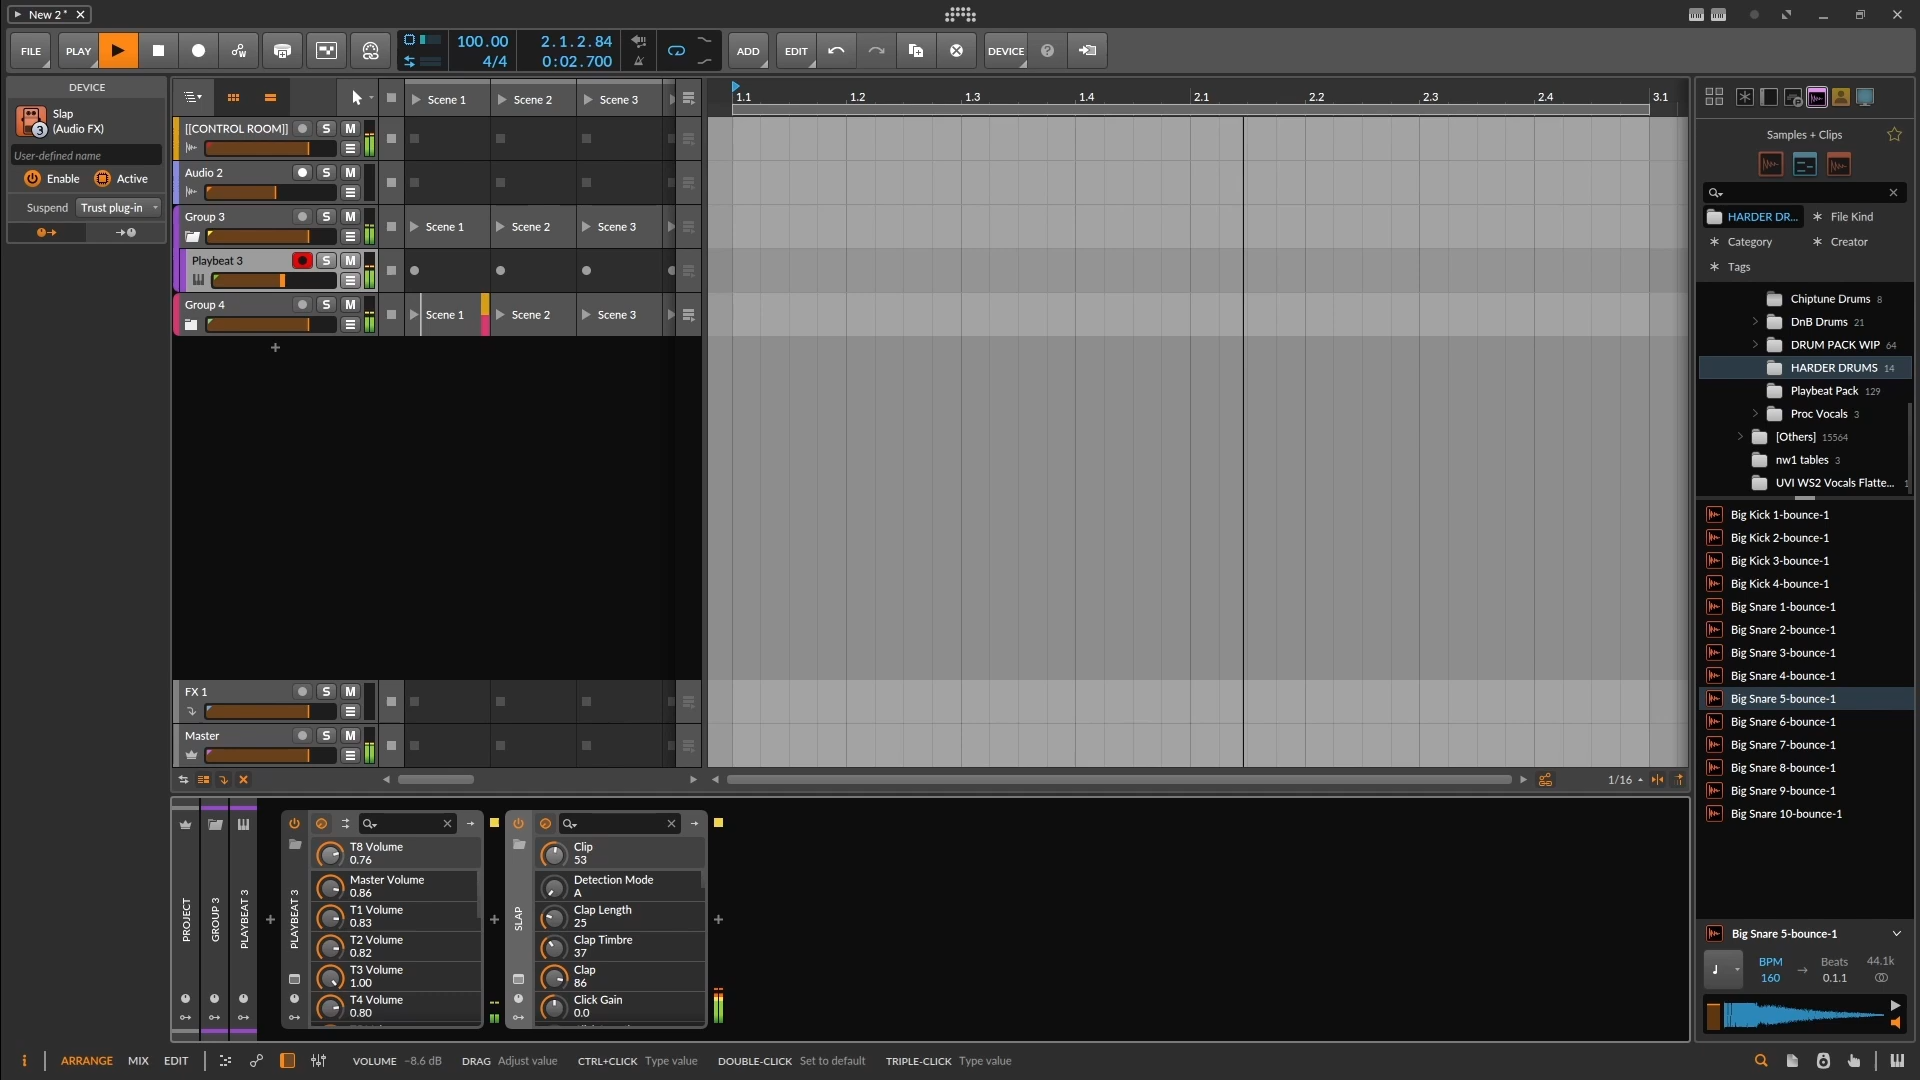 New 2*
FILE
PLAY
100.00
4/4
2.1.2.84
0:02.700
ADD
EDIT
DEVICE
DEVICE
Slap
(Audio FX)
3
User-defined name
Enable
Active
Suspend
Trust plug-in
Scene 1
Scene 2
Scene 3
1.1
1.2
1.3
1.4
2.1
2.2
2.3
2.4
3.1
[[CONTROL ROOM]]
S
M
Audio 2
S
M
Group 3
S
M
Scene 1
Scene 2
Scene 3
Playbeat 3
S
M
Group 4
S
M
Scene 1
Scene 2
Scene 3
FX 1
S
M
Master
S
M
1/16
Samples + Clips
HARDER DR...
File Kind
Category
Creator
Tags
Chiptune Drums 8
DnB Drums 21
DRUM PACK WIP 64
HARDER DRUMS 14
Playbeat Pack 129
Proc Vocals 3
[Others] 15564
nw1 tables 3
UVI WS2 Vocals Flatte...
Big Kick 1-bounce-1
Big Kick 2-bounce-1
Big Kick 3-bounce-1
Big Kick 4-bounce-1
Big Snare 1-bounce-1
Big Snare 2-bounce-1
Big Snare 3-bounce-1
Big Snare 4-bounce-1
Big Snare 5-bounce-1
Big Snare 6-bounce-1
Big Snare 7-bounce-1
Big Snare 8-bounce-1
Big Snare 9-bounce-1
Big Snare 10-bounce-1
Big Snare 5-bounce-1
BPM
160
Beats
0.1.1
44.1k
PROJECT
GROUP 3
PLAYBEAT 3
PLAYBEAT 3
T8 Volume
0.76
Master Volume
0.86
T1 Volume
0.83
T2 Volume
0.82
T3 Volume
1.00
T4 Volume
0.80
SLAP
Clip
53
Detection Mode
A
Clap Length
25
Clap Timbre
37
Clap
86
Click Gain
0.0
ARRANGE
MIX
EDIT
VOLUME −8.6 dB
DRAG Adjust value
CTRL+CLICK Type value
DOUBLE-CLICK Set to default
TRIPLE-CLICK Type value